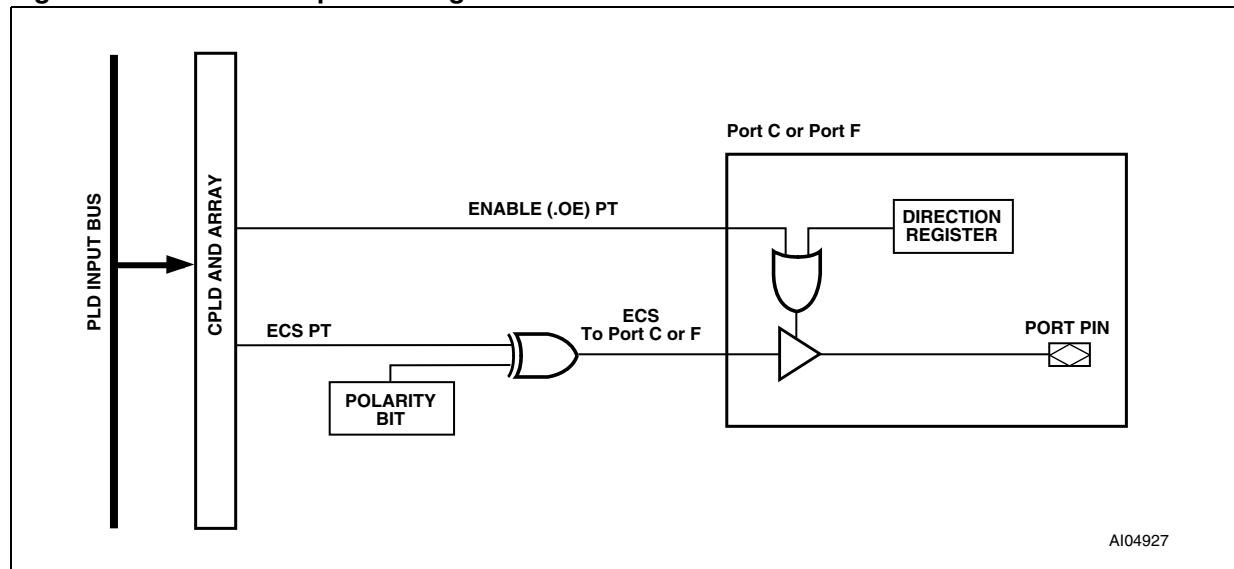 Port C or Port F
PLD INPUT BUS
CPLD AND ARRAY
ENABLE (.OE) PT
DIRECTION
REGISTER
ECS PT
ECS
To Port C or F
PORT PIN
POLARITY
BIT
AI04927